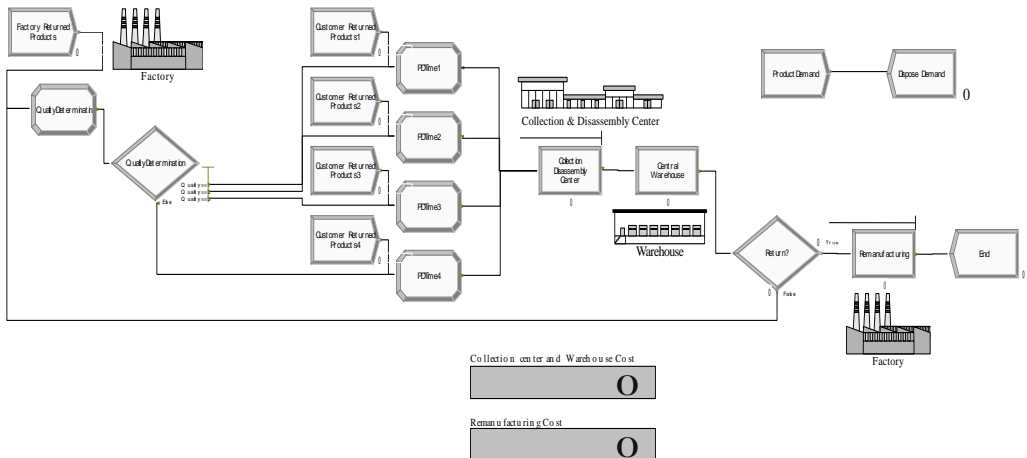 Factory Returned
Products
0
Factory
QuallyDeterminatin
QuallyDetermination
Else
Customer Returned
Products1
0
Customer Returned
Products2
0
Customer Returned
Products3
0
Customer Returned
Products4
0
PDTime1
PDTime2
PDTime3
PDTime4
Collection & Disassembly Center
Collection
Disassembly
Center
0
Central
Warehouse
0
Warehouse
Product Demand
Dispose Demand
0
Return?
0 True
0 False
Remanufacturing
0
End
0
Factory
Collection center and Warehouse Cost
0
Remanufacturing Cost
0